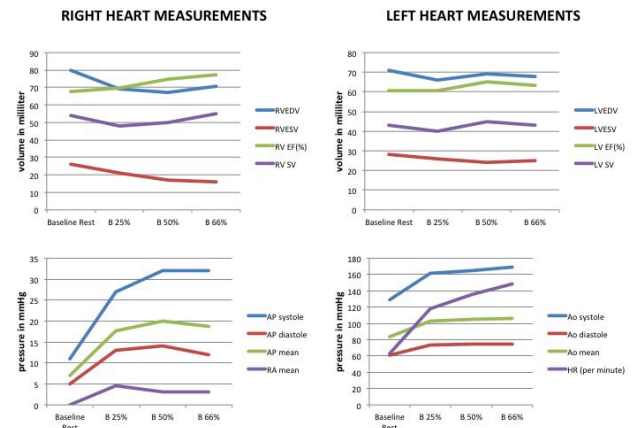 RIGHT HEART MEASUREMENTS
LEFT HEART MEASUREMENTS
volume in milliliter
90
80
70
60
50
40
30
20
10
0
Baseline Rest B 25% B 50% B 66%
RVEDV
RVESV
RV EF(%)
RV SV
volume in milliliter
80
70
60
50
40
30
20
10
0
Baseline Rest B 25% B 50% B 66%
LVEDV
LVESV
LV EF(%)
LV SV
pressure in mmHg
35
30
25
20
15
10
5
0
Baseline B 25% B 50% B 66%
Rest
AP systole
AP diastole
AP mean
RA mean
pressure in mmHg
180
160
140
120
100
80
60
40
20
0
Baseline B 25% B 50% B 66%
Rest
Ao systole
Ao diastole
Ao mean
HR (per minute)